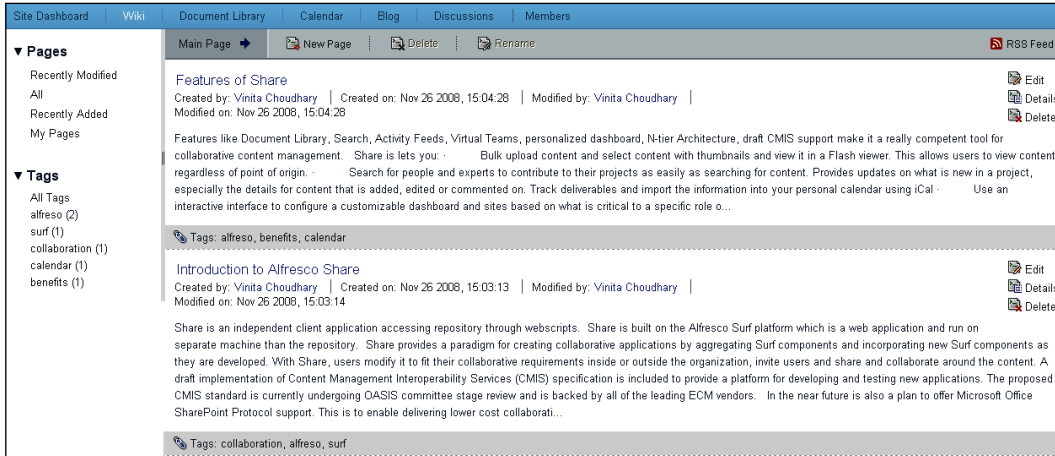 Site Dashboard Wiki Document Library Calendar Blog Discussions Members
▼ Pages
Recently Modified
All
Recently Added
My Pages
▼ Tags
All Tags
alfreso (2)
surf (1)
collaboration (1)
calendar (1)
benefits (1)
Main Page New Page Delete Rename RSS Feed
Features of Share
Edit
Details
Delete
Created by: Vinita Choudhary | Created on: Nov 26 2008, 15:04:28 | Modified by: Vinita Choudhary |
Modified on: Nov 26 2008, 15:04:28
Features like Document Library, Search, Activity Feeds, Virtual Teams, personalized dashboard, N-tier Architecture, draft CMIS support make it a really competent tool for
collaborative content management. Share is lets you: · Bulk upload content and select content with thumbnails and view it in a Flash viewer. This allows users to view content
regardless of point of origin. · Search for people and experts to contribute to their projects as easily as searching for content. Provides updates on what is new in a project,
especially the details for content that is added, edited or commented on. Track deliverables and import the information into your personal calendar using iCal · Use an
interactive interface to configure a customizable dashboard and sites based on what is critical to a specific role o...
Tags: alfreso, benefits, calendar
Introduction to Alfresco Share
Edit
Details
Delete
Created by: Vinita Choudhary | Created on: Nov 26 2008, 15:03:13 | Modified by: Vinita Choudhary |
Modified on: Nov 26 2008, 15:03:14
Share is an independent client application accessing repository through webscripts. Share is built on the Alfresco Surf platform which is a web application and run on
separate machine than the repository. Share provides a paradigm for creating collaborative applications by aggregating Surf components and incorporating new Surf components as
they are developed. With Share, users modify it to fit their collaborative requirements inside or outside the organization, invite users and share and collaborate around the content. A
draft implementation of Content Management Interoperability Services (CMIS) specification is included to provide a platform for developing and testing new applications. The proposed
CMIS standard is currently undergoing OASIS committee stage review and is backed by all of the leading ECM vendors. In the near future is also a plan to offer Microsoft Office
SharePoint Protocol support. This is to enable delivering lower cost collaborati...
Tags: collaboration, alfreso, surf